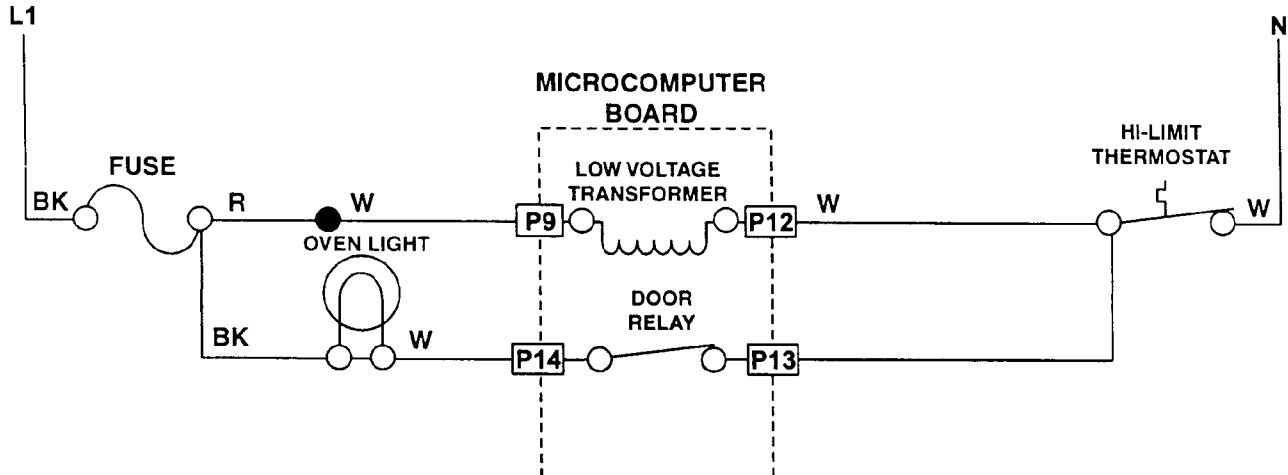 L1
N
MICROCOMPUTER
BOARD
HI-LIMIT
THERMOSTAT
FUSE
LOW VOLTAGE
TRANSFORMER
BK
R
W
P9
P12
W
W
OVEN LIGHT
DOOR
RELAY
BK
W
P14
P13